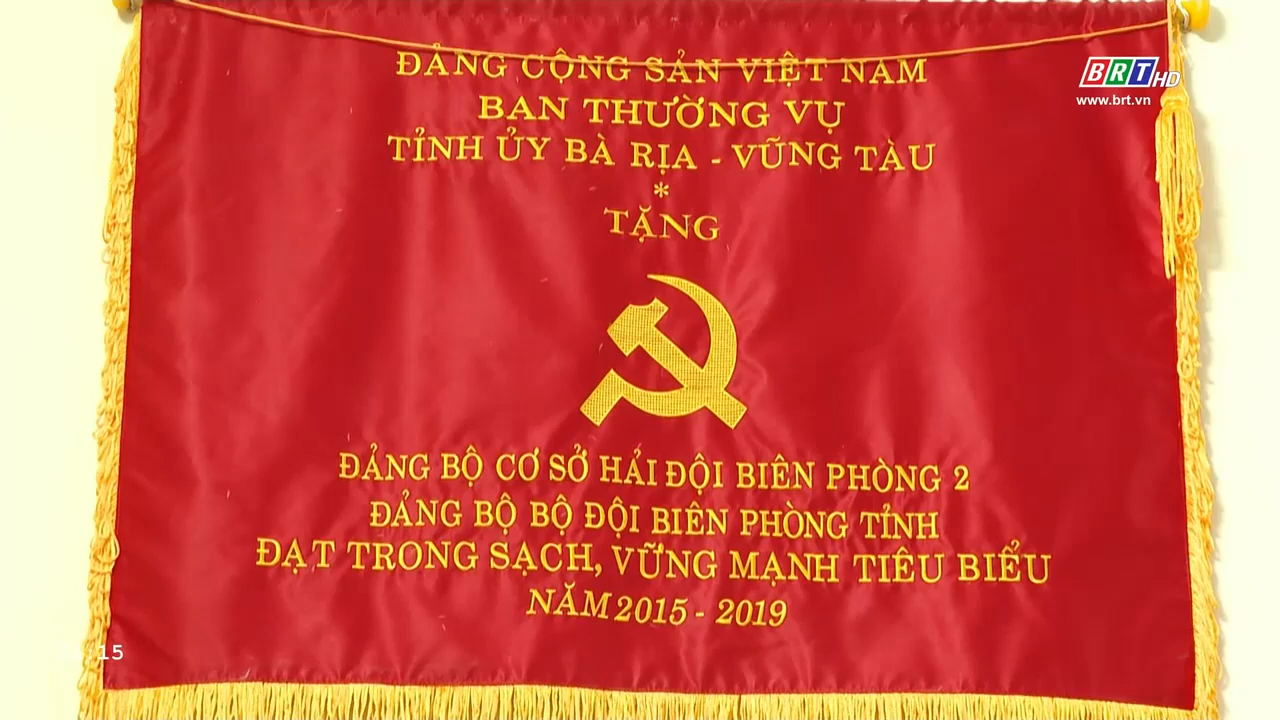 ĐẢNG CỘNG SẢN VIỆT NAM
BAN THƯỜNG VỤ
TỈNH ỦY BÀ RỊA - VŨNG TÀU
*
TẶNG
ĐẢNG BỘ CƠ SỞ HẢI ĐỘI BIÊN PHÒNG 2
ĐẢNG BỘ BỘ ĐỘI BIÊN PHÒNG TỈNH
ĐẠT TRONG SẠCH, VỮNG MẠNH TIÊU BIỂU
NĂM 2015 - 2019
BRT HD
www.brt.vn
:15